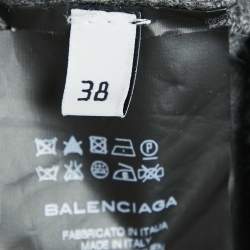 38
P
BALENCIAGA
FABBRICATO IN ITALIA
MADE IN ITALY